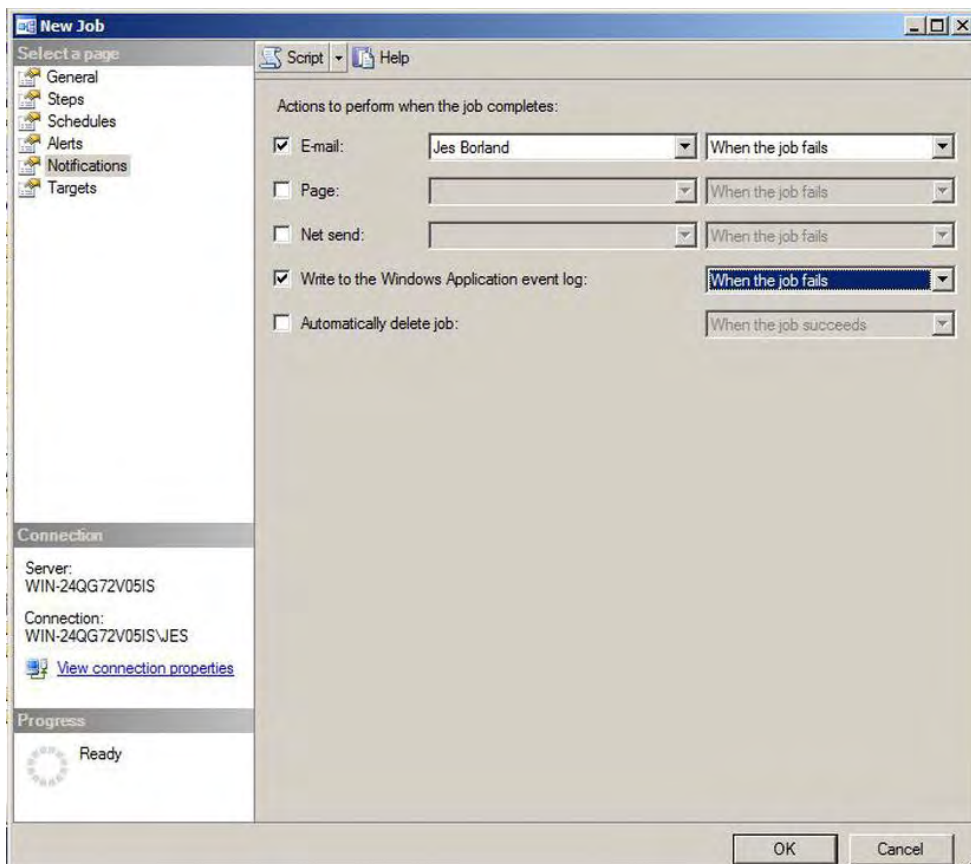 New Job
Select a page
General
Steps
Schedules
Alerts
Notifications
Targets
Script Help
Actions to perform when the job completes:
E-mail: Jes Borland When the job fails
Page: When the job fails
Net send: When the job fails
Write to the Windows Application event log: When the job fails
Automatically delete job: When the job succeeds
Connection
Server:
WIN-24QG72V05IS
Connection:
WIN-24QG72V05IS\JES
View connection properties
Progress
Ready
OK Cancel